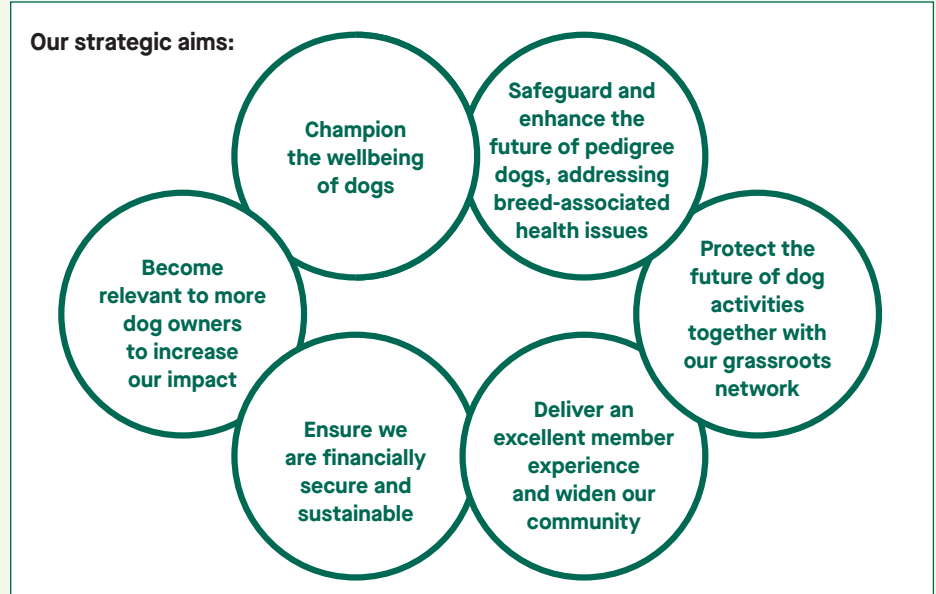 Our strategic aims:
Champion
the wellbeing
of dogs
Safeguard and
enhance the
future of pedigree
dogs, addressing
breed-associated
health issues
Protect the
future of dog
activities
together with
our grassroots
network
Deliver an
excellent member
experience
and widen our
community
Ensure we
are financially
secure and
sustainable
Become
relevant to more
dog owners
to increase
our impact